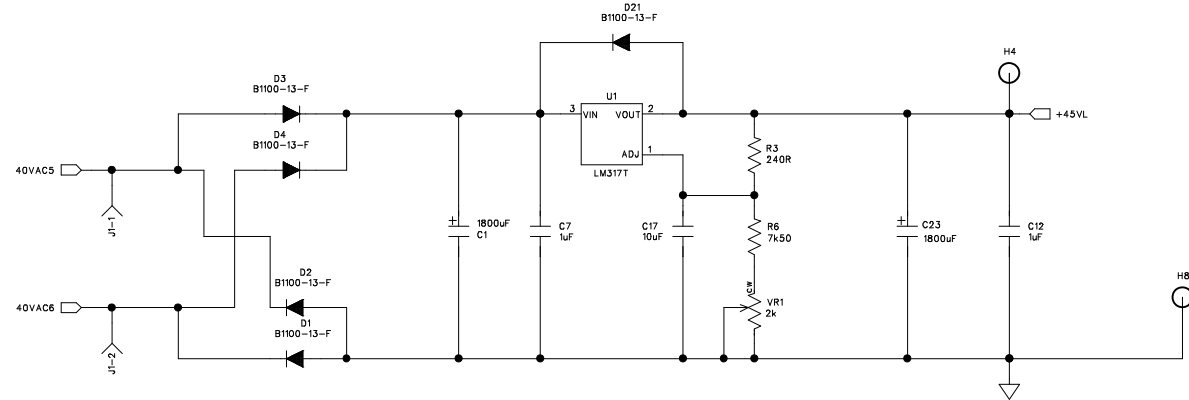 D21
B1100-13-F
H4
D3
B1100-13-F
U1
3
VIN
VOUT
2
+45VL
D4
B1100-13-F
ADJ
1
R3
240R
40VAC5
LM317T
J1-1
1800uF
C1
C7
1uF
C17
10uF
R6
7k50
C23
1800uF
C12
1uF
D2
B1100-13-F
H8
CW
VR1
2k
40VAC6
D1
B1100-13-F
J1-2